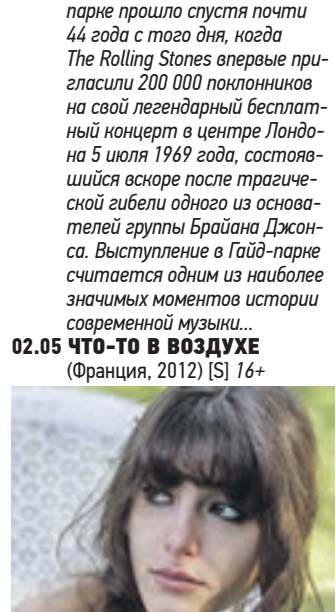 парке прошло спустя почти
44 года с того дня, когда
The Rolling Stones впервые при-
гласили 200 000 поклонников
на свой легендарный бесплат-
ный концерт в центре Лондо-
на 5 июля 1969 года, состояв-
шийся вскоре после трагиче-
ской гибели одного из основа-
телей группы Брайана Джон-
са. Выступление в Гайд-парке
считается одним из наиболее
значимых моментов истории
современной музыки...
02.05 ЧТО-ТО В ВОЗДУХЕ
(Франция, 2012) [S] 16+